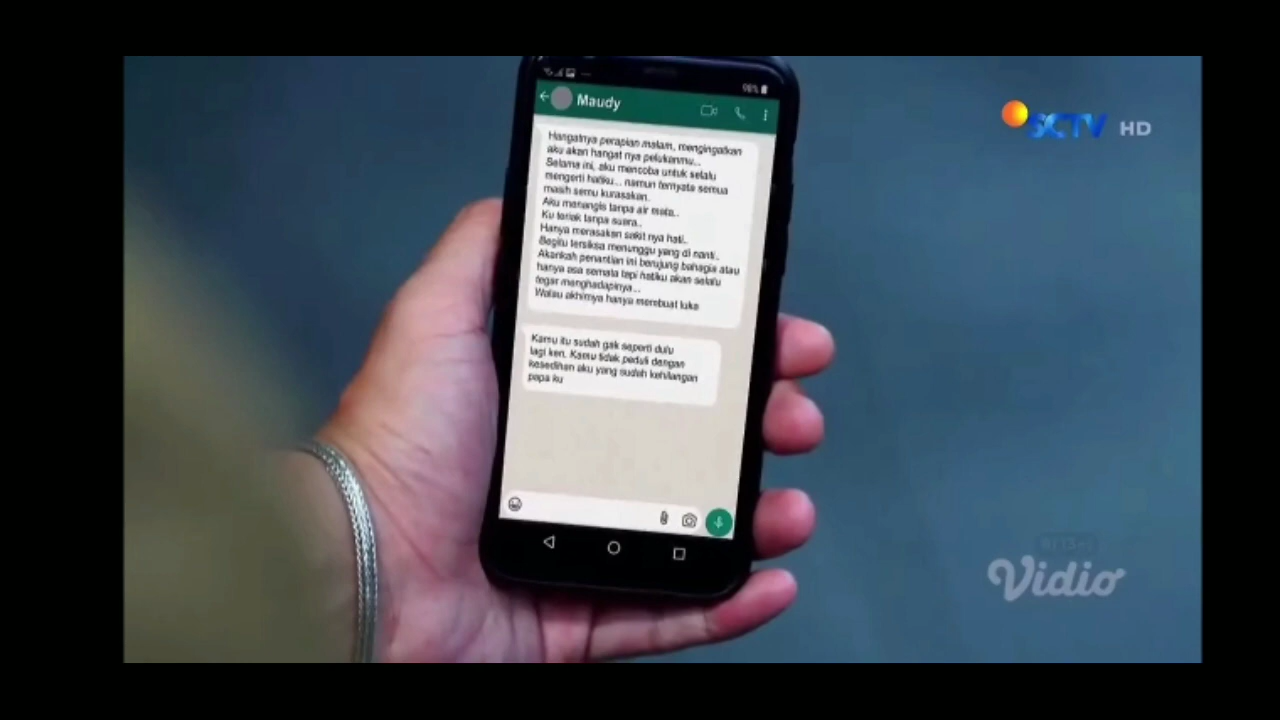 98%
Maudy
Hangatnya perapian malam, mengingatkan
aku akan hangat nya pelukanmu...
Selama ini, aku mencoba untuk selalu
mengerti hatiku... namun ternyata semua
masih semu kurasakan.
Aku menangis tanpa air mata..
Ku teriak tanpa suara..
Hanya merasakan sakit nya hati..
Begitu tersiksa menunggu yang di nanti..
Akankah penantian ini berujung bahagia atau
hanya asa semata tapi hatiku akan selalu
tegar menghadapinya...
Walau akhirnya hanya merebuat luka
Kamu itu sudah gak seperti dulu
lagi ken. Kamu tidak peduli dengan
kesedihan aku yang sudah kehilangan
papa ku
SCTV HD
Vidio